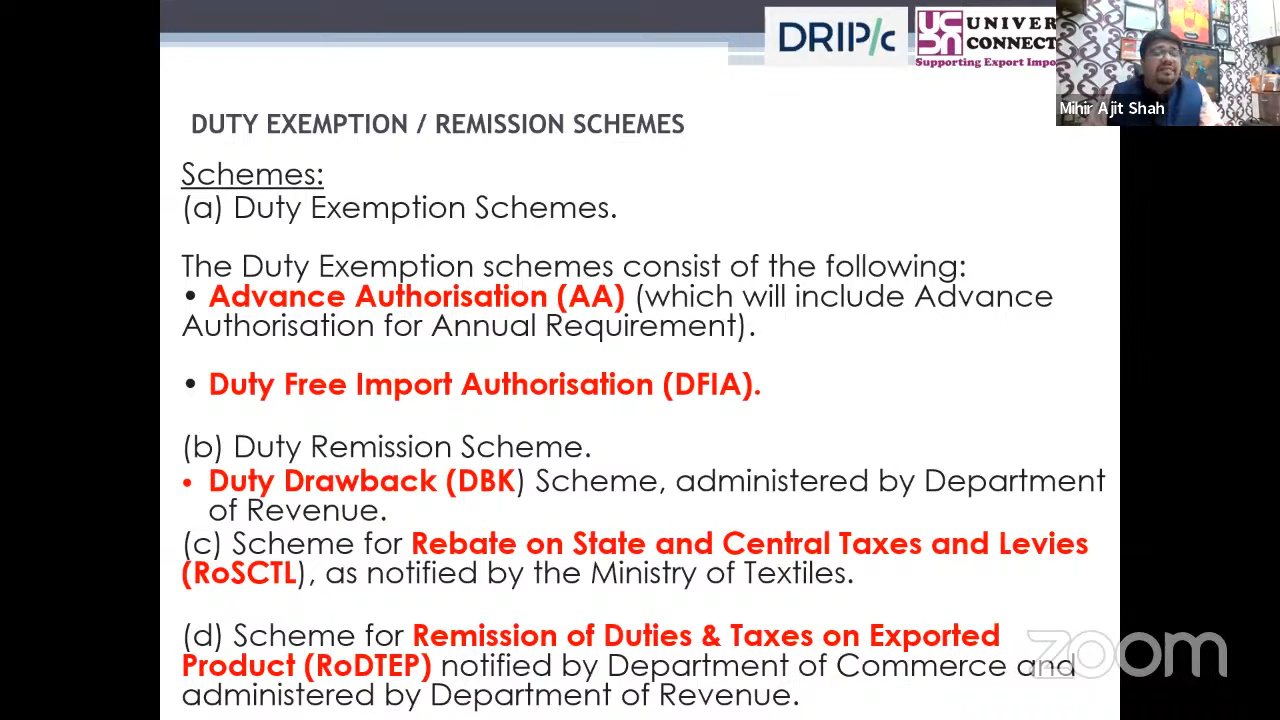 DRIP/c
UCDN
UNIVER
CONNECT
Supporting Export Impo
Mihir Ajit Shah
DUTY EXEMPTION / REMISSION SCHEMES
Schemes:
(a) Duty Exemption Schemes.
The Duty Exemption schemes consist of the following:
• Advance Authorisation (AA) (which will include Advance
Authorisation for Annual Requirement).
• Duty Free Import Authorisation (DFIA).
(b) Duty Remission Scheme.
• Duty Drawback (DBK) Scheme, administered by Department
of Revenue.
(c) Scheme for Rebate on State and Central Taxes and Levies
(RoSCTL), as notified by the Ministry of Textiles.
(d) Scheme for Remission of Duties & Taxes on Exported
Product (RoDTEP) notified by Department of Commerce and
administered by Department of Revenue.
zoom